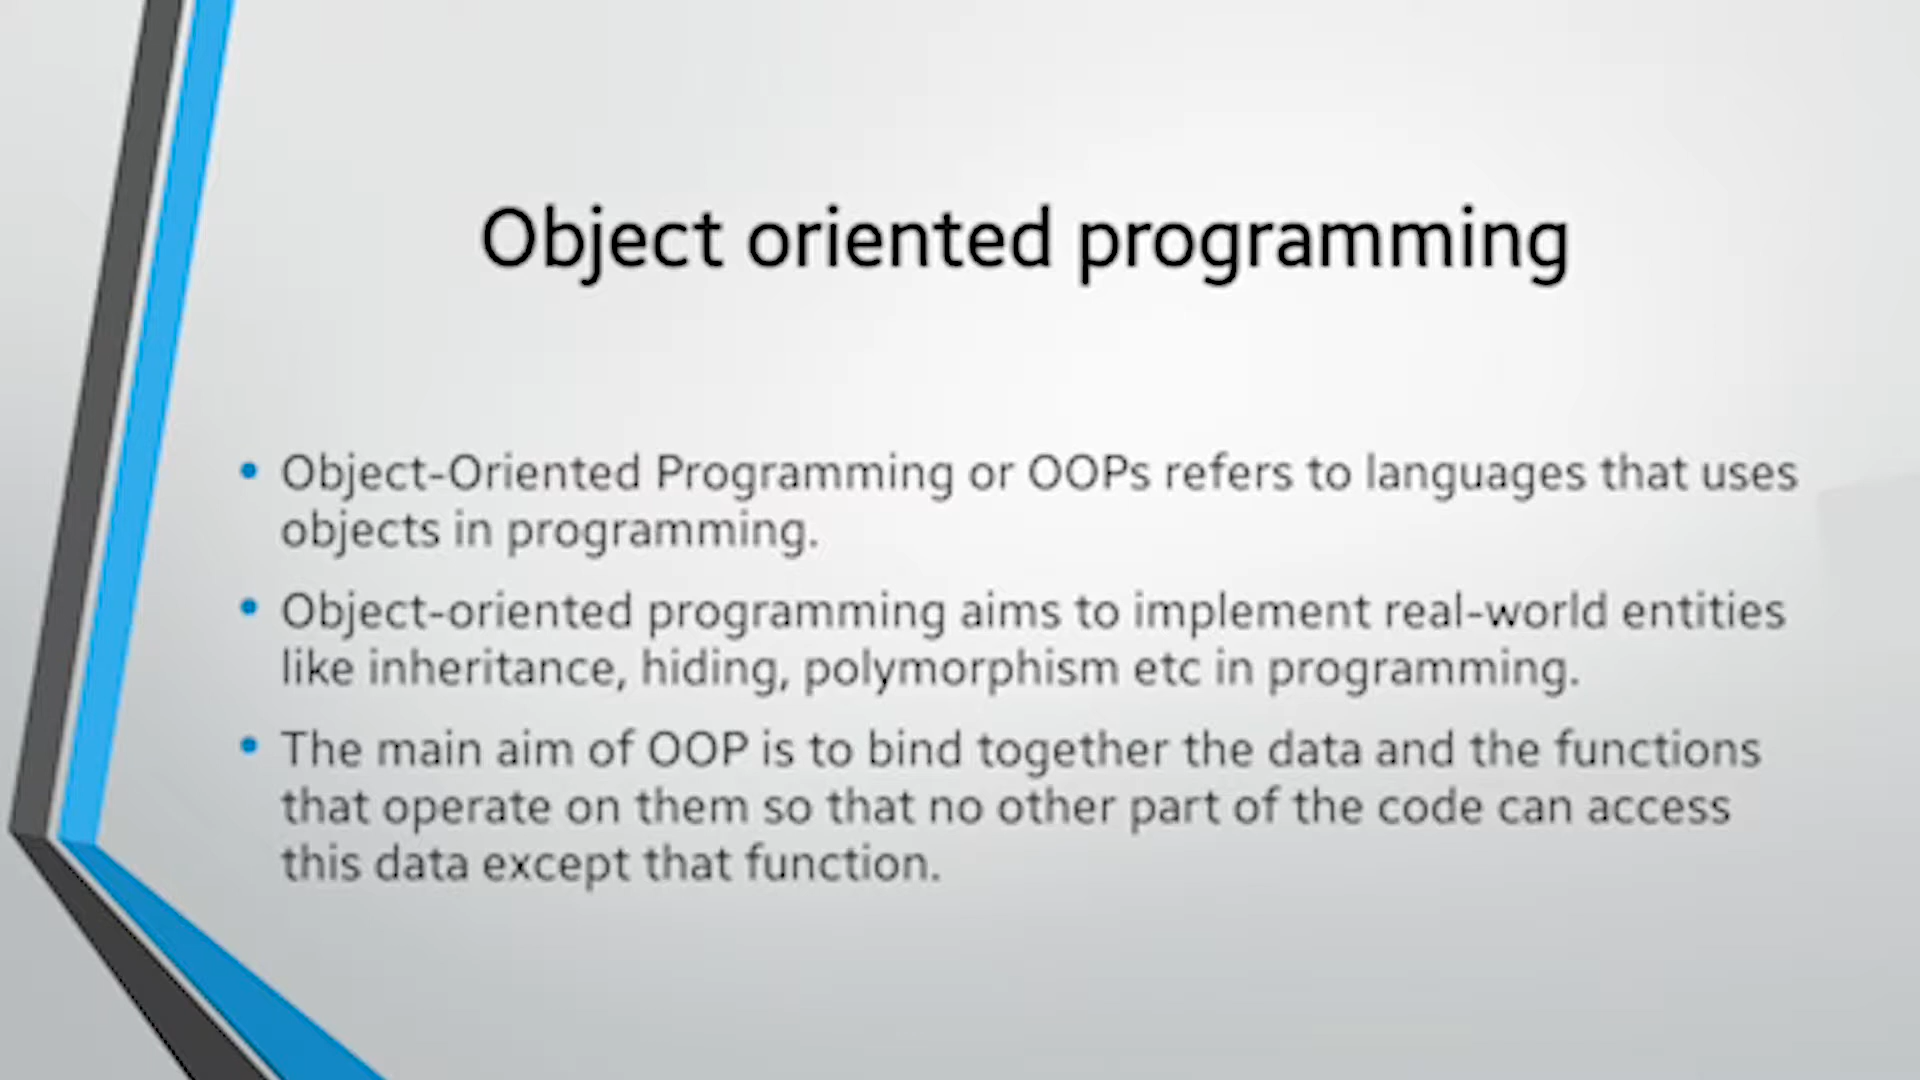 Object oriented programming
• Object-Oriented Programming or OOPs refers to languages that uses
objects in programming.
• Object-oriented programming aims to implement real-world entities
like inheritance, hiding, polymorphism etc in programming.
• The main aim of OOP is to bind together the data and the functions
that operate on them so that no other part of the code can access
this data except that function.